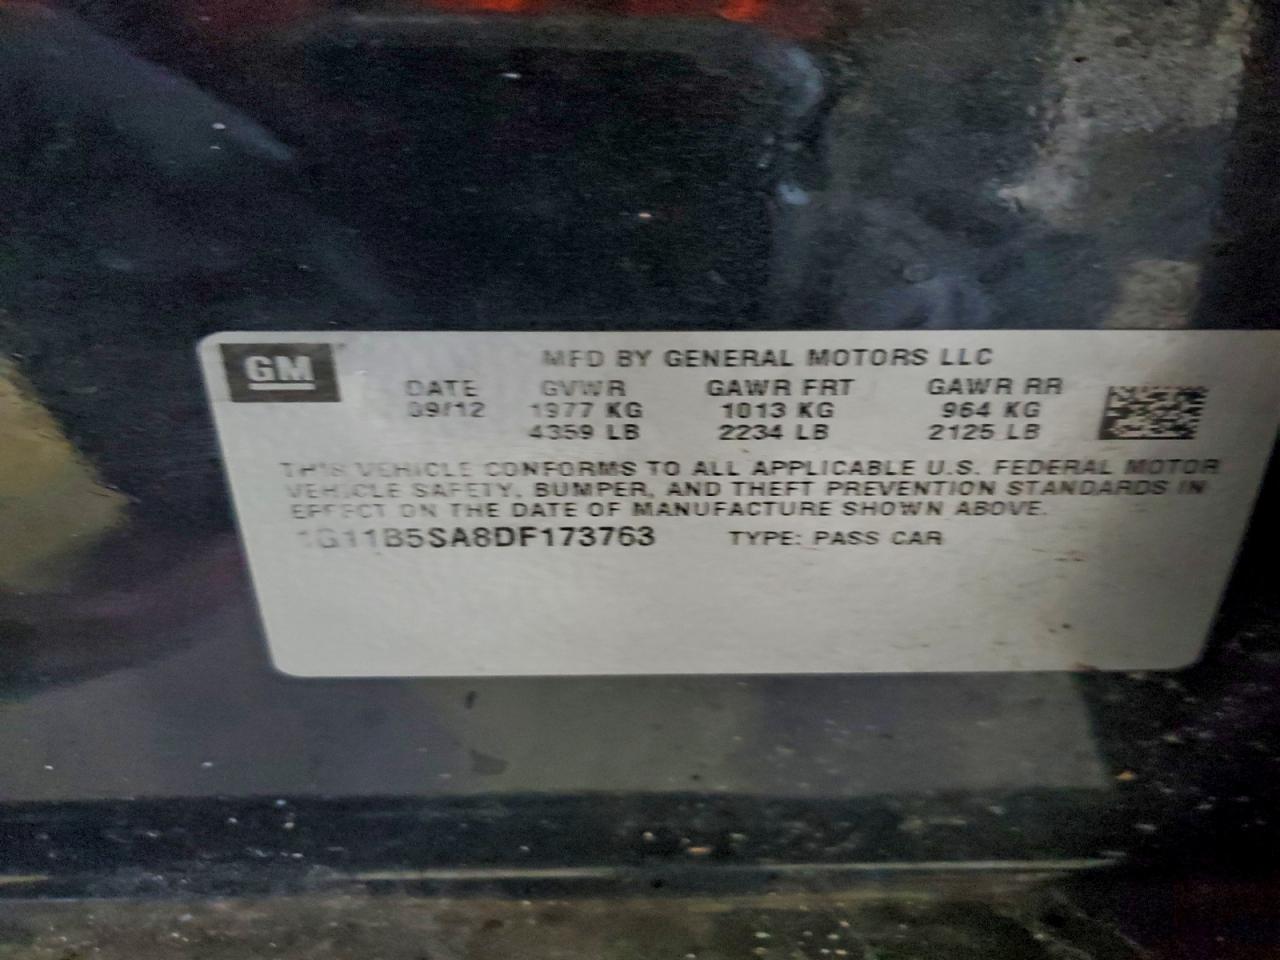 GM
MFD BY GENERAL MOTORS LLC
DATE GVWR GAWR FRT GAWR RR
09/12 1977 KG 1013 KG 964 KG
4359 LB 2234 LB 2125 LB
THIS VEHICLE CONFORMS TO ALL APPLICABLE U.S. FEDERAL MOTOR
VEHICLE SAFETY, BUMPER, AND THEFT PREVENTION STANDARDS IN
EFFECT ON THE DATE OF MANUFACTURE SHOWN ABOVE.
1G11B5SA8DF173763 TYPE: PASS CAR